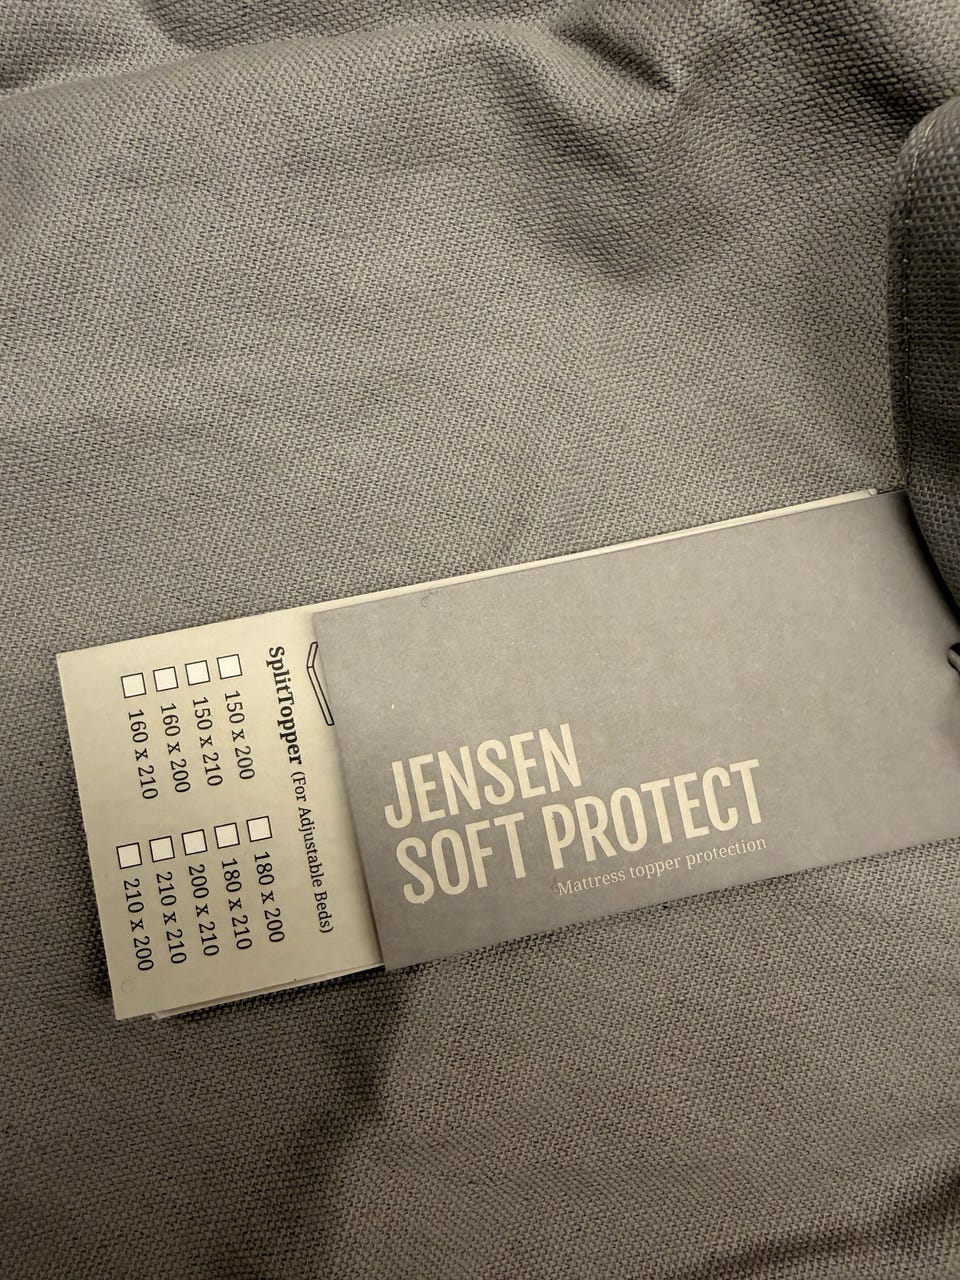 JENSEN
SOFT PROTECT
Mattress topper protection
SplitTopper (For Adjustable Beds)
150 x 200
150 x 210
160 x 200
160 x 210
180 x 200
180 x 210
200 x 210
210 x 210
210 x 200